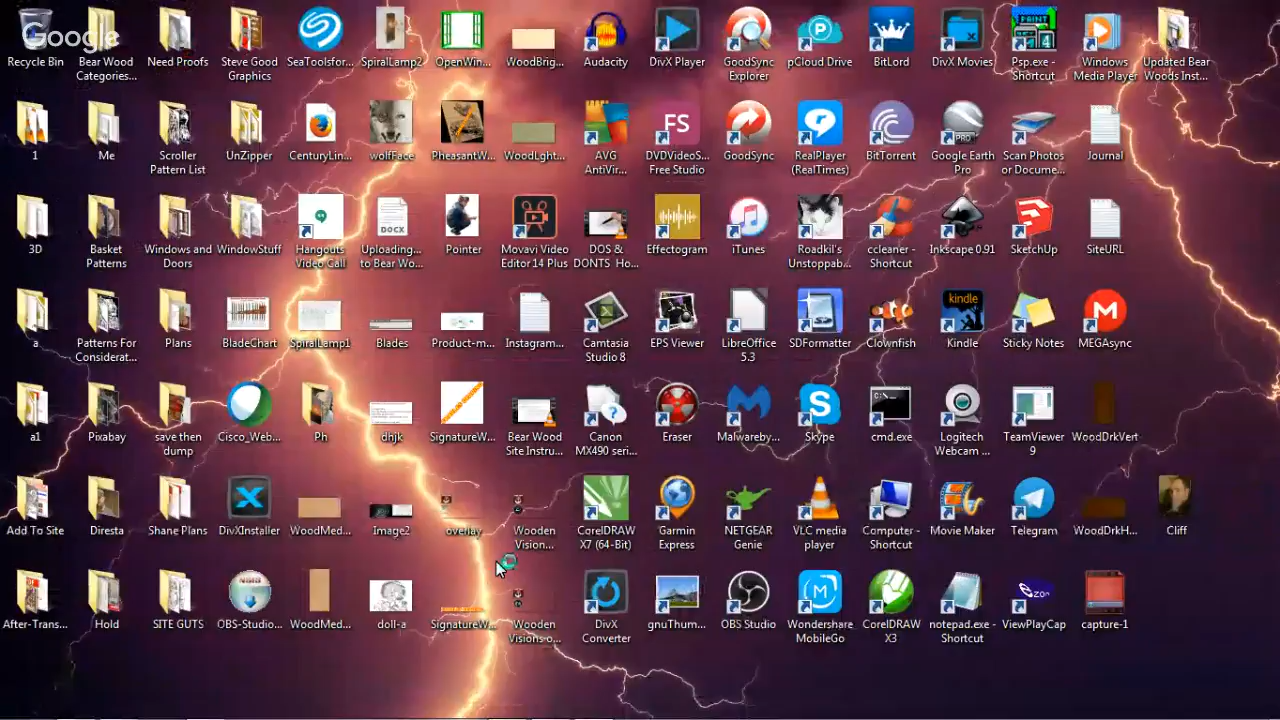 Google
Recycle Bin
Bear Wood
Categories...
Need Proofs
Steve Good
Graphics
SeaToolsfor...
SpiralLamp2
OpenWin...
WoodBrig...
Audacity
DivX Player
GoodSync
Explorer
pCloud Drive
BitLord
DivX Movies
PAINT
Psp.exe -
Shortcut
Windows
Media Player
Updated Bear
Woods Inst...
1
Me
Scroller
Pattern List
UnZipper
CenturyLin...
wolfFace
PheasantW...
WoodLght...
AVG
AntiVir...
FS
DVDVideoS...
Free Studio
GoodSync
RealPlayer
(RealTimes)
BitTorrent
PRO
Google Earth
Pro
Scan Photos
or Docume...
Journal
3D
Basket
Patterns
Windows and
Doors
WindowStuff
Hangouts
Video Call
DOCX
Uploading...
to Bear Wo...
Pointer
Movavi Video
Editor 14 Plus
DOS &
DONTS Ho...
Effectogram
iTunes
Roadkil's
Unstoppab...
ccleaner -
Shortcut
Inkscape 0.91
SketchUp
SiteURL
a
Patterns For
Considerat...
Plans
BladeChart
SpiralLamp1
Blades
Product-m...
Instagram...
Camtasia
Studio 8
EPS Viewer
LibreOffice
5.3
SDFormatter
Clownfish
kindle
Kindle
Sticky Notes
M
MEGAsync
a1
Pixabay
save then
dump
Cisco_Web...
Ph
dhjk
SignatureW...
Bear Wood
Site Instru...
Canon
MX490 seri...
Eraser
Malwareby...
S
Skype
cmd.exe
Logitech
Webcam ...
TeamViewer
9
WoodDrkVert
Add To Site
Diresta
Shane Plans
DivXInstaller
WoodMed...
Image2
overlay
Wooden
Vision...
CorelDRAW
X7 (64-Bit)
Garmin
Express
NETGEAR
Genie
VLC media
player
Computer -
Shortcut
Movie Maker
Telegram
WoodDrkH...
Cliff
After-Trans...
Hold
SITE GUTS
NSIS
OBS-Studio...
WoodMed...
doll-a
SignatureW...
Wooden
Visions-o...
DivX
Converter
gnuThum...
OBS Studio
Wondershare
MobileGo
CorelDRAW
X3
notepad.exe -
Shortcut
ViewPlayCap
capture-1